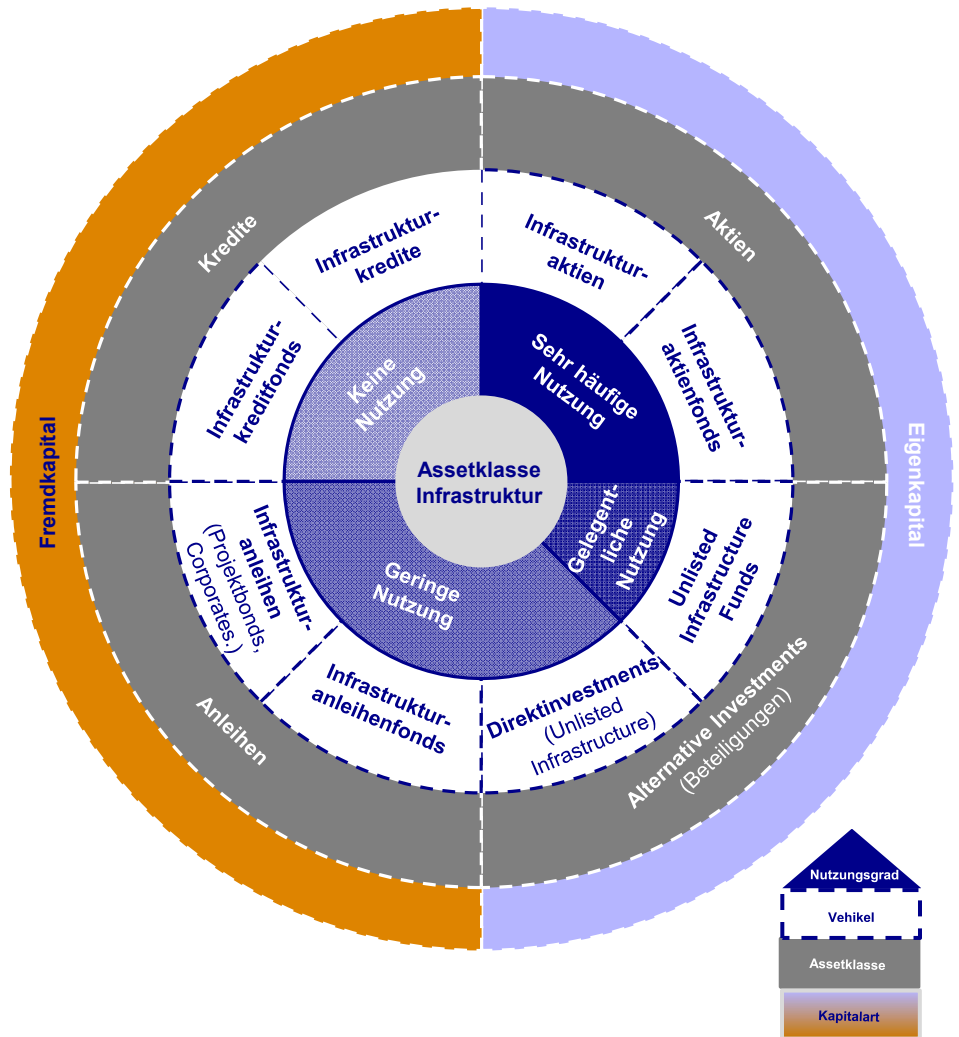 Kredite
Aktien
Infrastruktur-
kredite
Infrastruktur-
aktien
Infrastruktur-
kreditfonds
Infrastruktur-
aktienfonds
Keine
Nutzung
Sehr häufige
Nutzung
Fremdkapital
Assetklasse
Infrastruktur
Eigenkapital
Gelegent-
liche
Nutzung
Geringe
Nutzung
Infrastruktur-
anleihen
(Projektbonds,
Corporates.)
Unlisted
Infrastructure
Funds
Infrastruktur-
anleihenfonds
Direktinvestments
(Unlisted
Infrastructure)
Anleihen
Alternative Investments
(Beteiligungen)
Nutzungsgrad
Vehikel
Assetklasse
Kapitalart